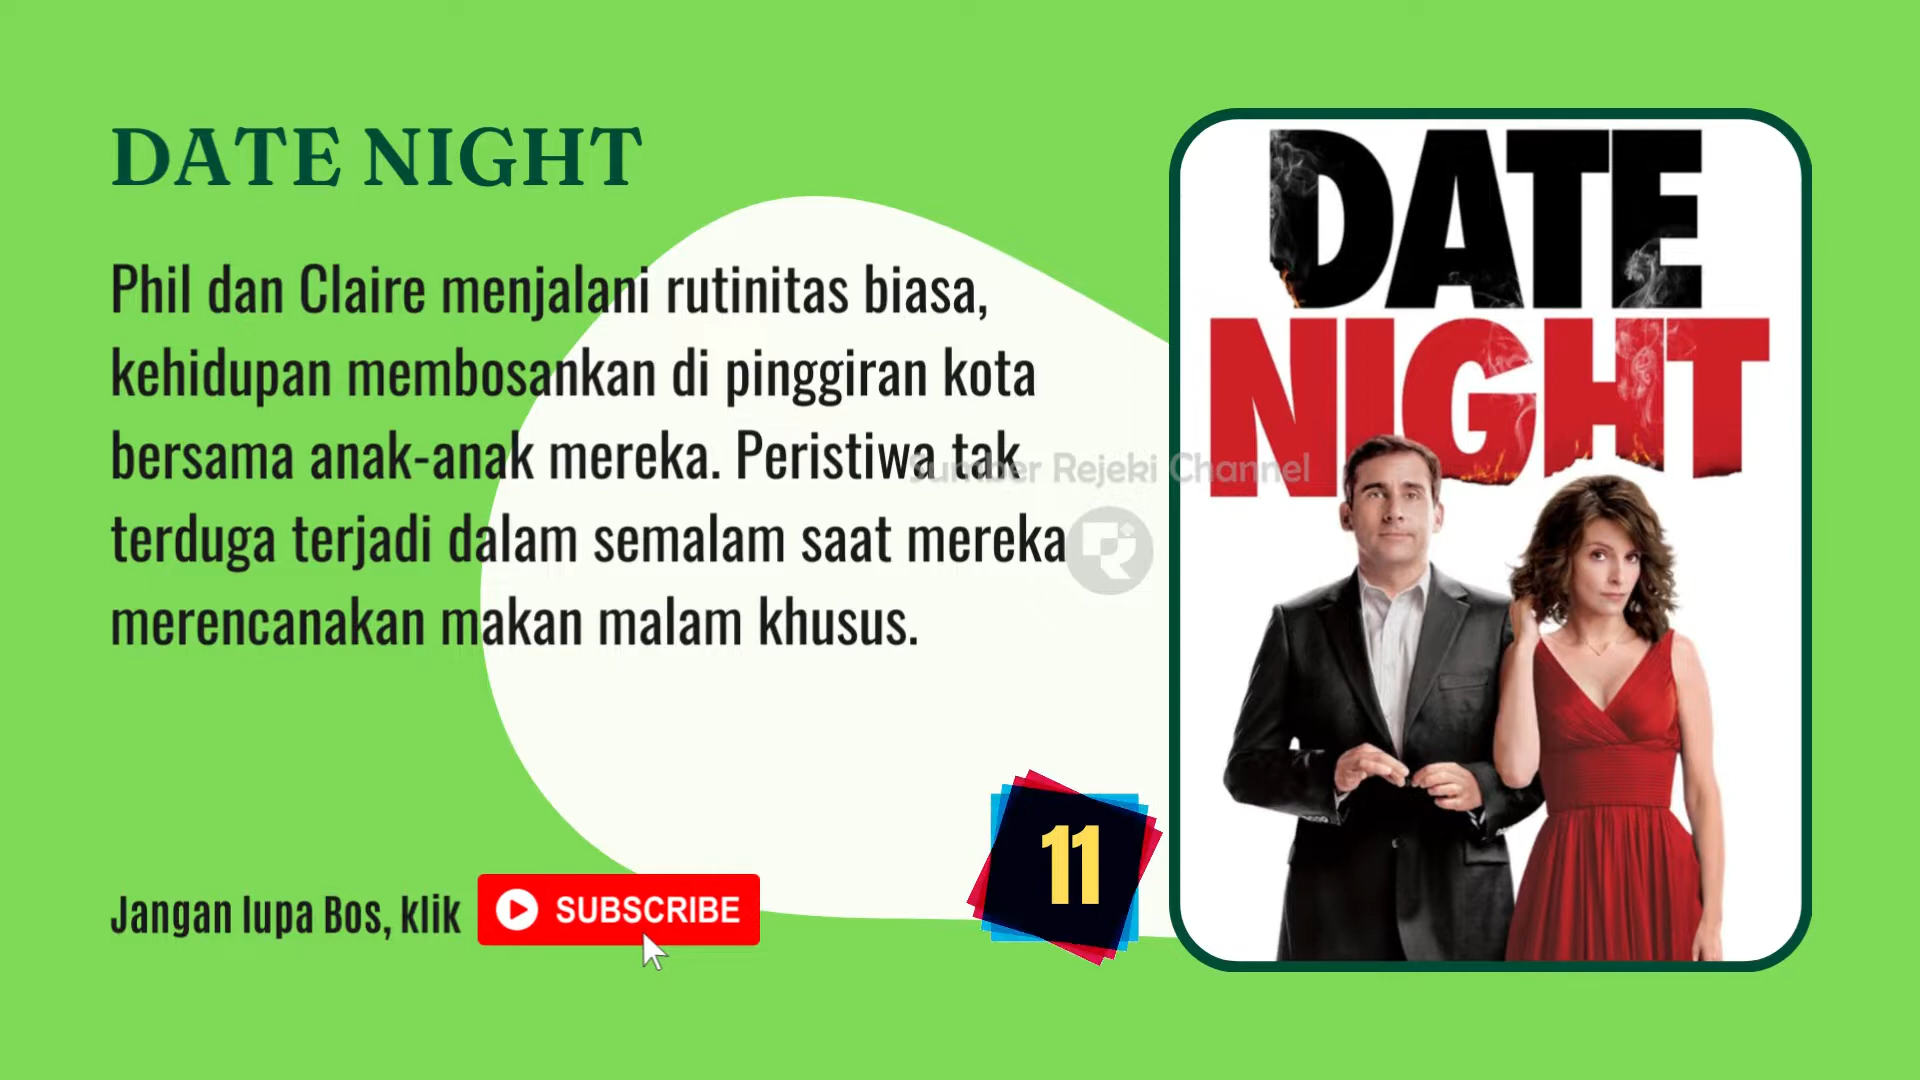 DATE NIGHT
Phil dan Claire menjalani rutinitas biasa,
kehidupan membosankan di pinggiran kota
bersama anak-anak mereka. Peristiwa tak
terduga terjadi dalam semalam saat mereka
merencanakan makan malam khusus.
Sumber Rejeki Channel
Jangan lupa Bos, klik
SUBSCRIBE
11
DATE
NIGHT